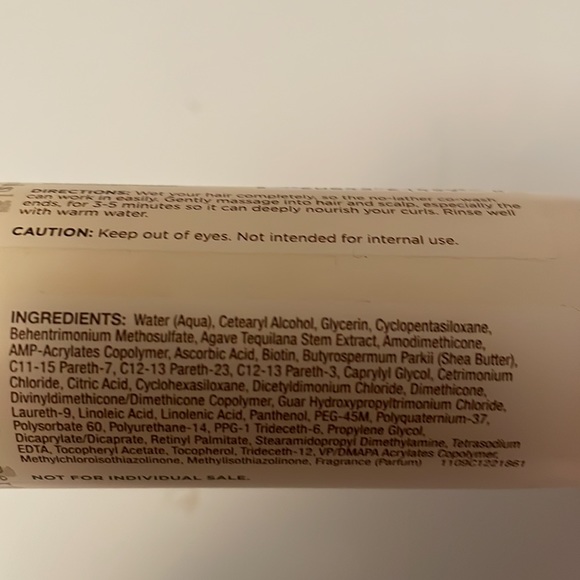 DIRECTIONS: Wet your hair completely, so the no-lather co-wash
can work in easily. Gently massage into hair and scalp, especially the
ends, for 3-5 minutes so it can deeply nourish your curls. Rinse well
with warm water.
CAUTION: Keep out of eyes. Not intended for internal use.
INGREDIENTS: Water (Aqua), Cetearyl Alcohol, Glycerin, Cyclopentasiloxane,
Behentrimonium Methosulfate, Agave Tequilana Stem Extract, Amodimethicone,
AMP-Acrylates Copolymer, Ascorbic Acid, Biotin, Butyrospermum Parkii (Shea Butter),
C11-15 Pareth-7, C12-13 Pareth-23, C12-13 Pareth-3, Caprylyl Glycol, Cetrimonium
Chloride, Citric Acid, Cyclohexasiloxane, Dicetyldimonium Chloride, Dimethicone,
Divinyldimethicone/Dimethicone Copolymer, Guar Hydroxypropyltrimonium Chloride,
Laureth-9, Linoleic Acid, Linolenic Acid, Panthenol, PEG-45M, Polyquaternium-37,
Polysorbate 60, Polyurethane-14, PPG-1 Trideceth-6, Propylene Glycol,
Dicaprylate/Dicaprate, Retinyl Palmitate, Stearamidopropyl Dimethylamine, Tetrasodium
EDTA, Tocopheryl Acetate, Tocopherol, Trideceth-12, VP/DMAPA Acrylates Copolymer,
Methylchloroisothiazolinone, Methylisothiazolinone, Fragrance (Parfum) 1109C1221861
NOT FOR INDIVIDUAL SALE.